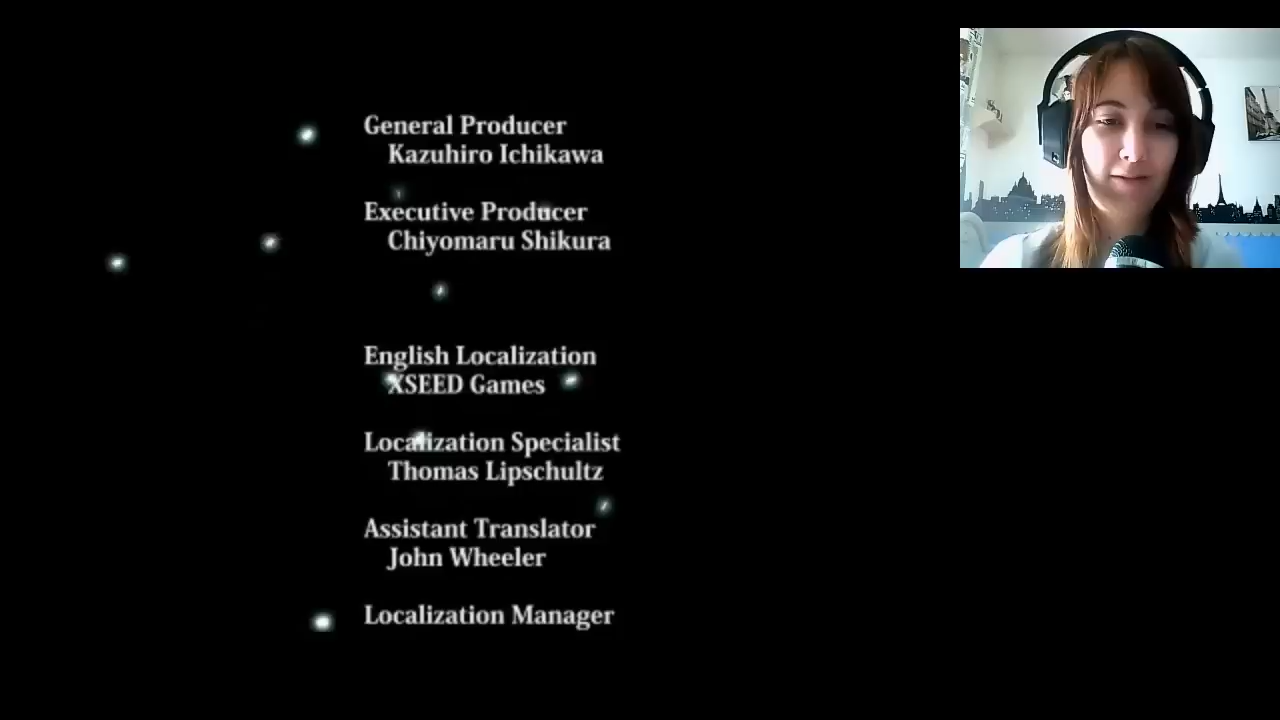 General Producer
Kazuhiro Ichikawa
Executive Producer
Chiyomaru Shikura
English Localization
XSEED Games
Localization Specialist
Thomas Lipschultz
Assistant Translator
John Wheeler
Localization Manager